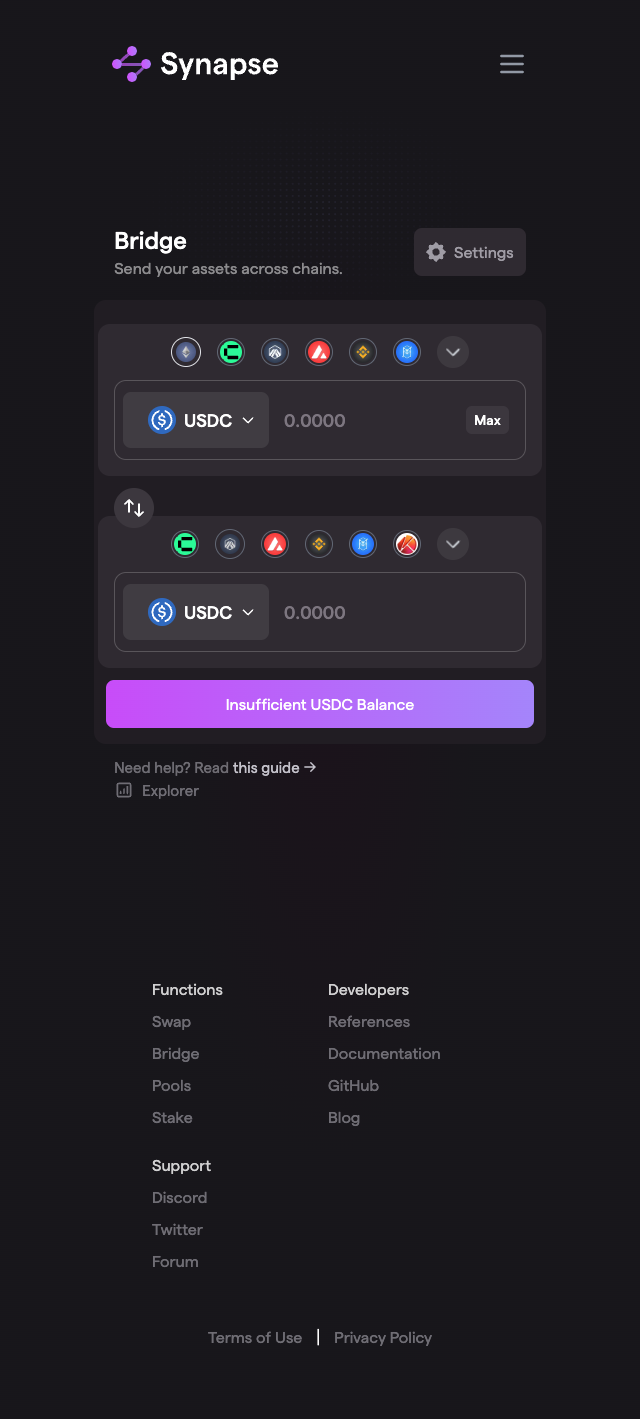 Synapse
Bridge
Send your assets across chains.
Settings
USDC
0.0000
Max
USDC
0.0000
Insufficient USDC Balance
Need help? Read this guide →
Explorer
Functions
Swap
Bridge
Pools
Stake
Developers
References
Documentation
GitHub
Blog
Support
Discord
Twitter
Forum
Terms of Use | Privacy Policy